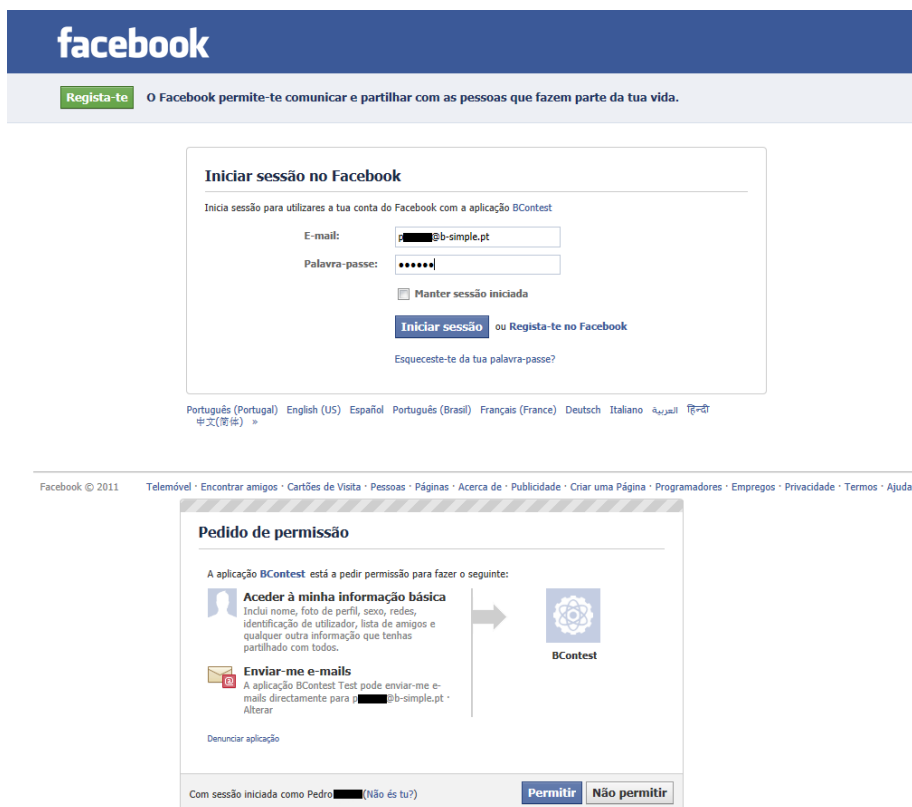 facebook
Regista-te O Facebook permite-te comunicar e partilhar com as pessoas que fazem parte da tua vida.
Iniciar sessão no Facebook
Inicia sessão para utilizares a tua conta do Facebook com a aplicação BContest
E-mail: p @b-simple.pt
Palavra-passe: ••••••
Manter sessão iniciada
Iniciar sessão ou Regista-te no Facebook
Esqueceste-te da tua palavra-passe?
Português (Portugal) English (US) Español Português (Brasil) Français (France) Deutsch Italiano العربية हिन्दी
中文(简体) »
Facebook © 2011 Telemóvel · Encontrar amigos · Cartões de Visita · Pessoas · Páginas · Acerca de · Publicidade · Criar uma Página · Programadores · Empregos · Privacidade · Termos · Ajuda
Pedido de permissão
A aplicação BContest está a pedir permissão para fazer o seguinte:
Aceder à minha informação básica
Inclui nome, foto de perfil, sexo, redes,
identificação de utilizador, lista de amigos e
qualquer outra informação que tenhas
partilhado com todos.
BContest
Enviar-me e-mails
A aplicação BContest Test pode enviar-me e-
mails directamente para p @b-simple.pt ·
Alterar
Denunciar aplicação
Com sessão iniciada como Pedro (Não és tu?) Permitir Não permitir